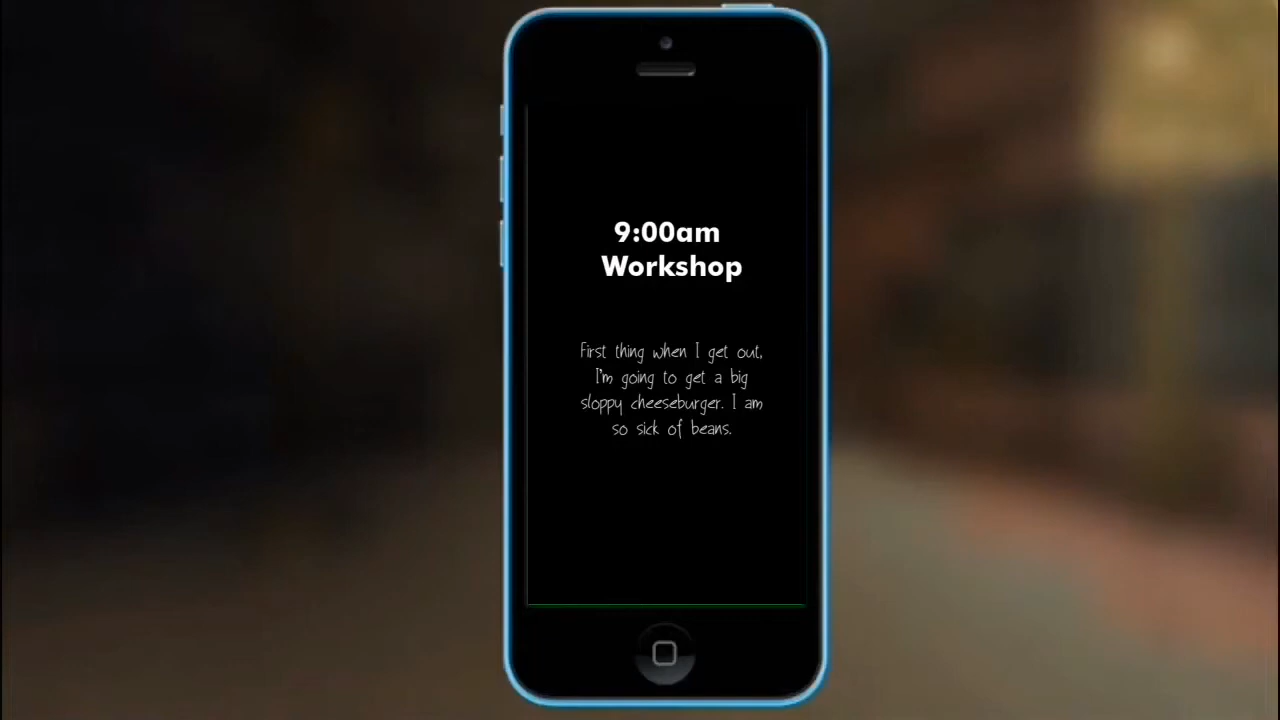 9:00am
Workshop
First thing when I get out,
I'm going to get a big
sloppy cheeseburger. I am
so sick of beans.